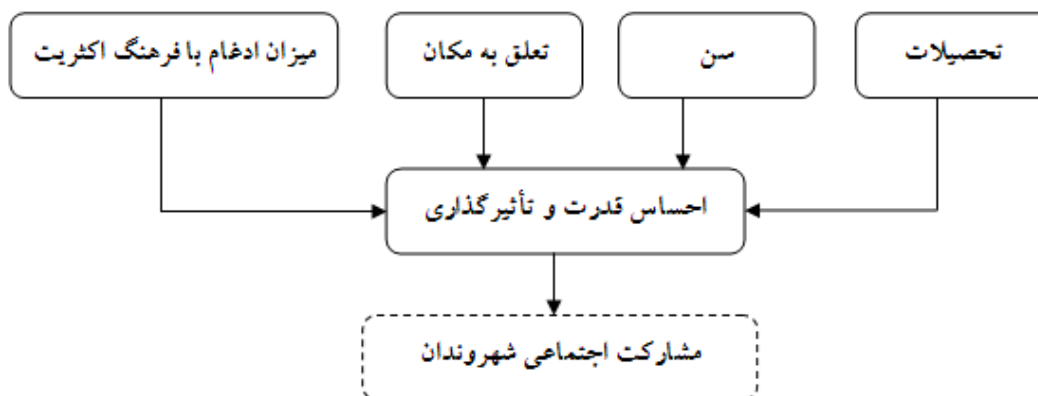 تحصیلات
سن
تعلق به مکان
میزان ادغام با فرهنگ اکثریت
احساس قدرت و تأثیرگذاری
مشارکت اجتماعی شهروندان